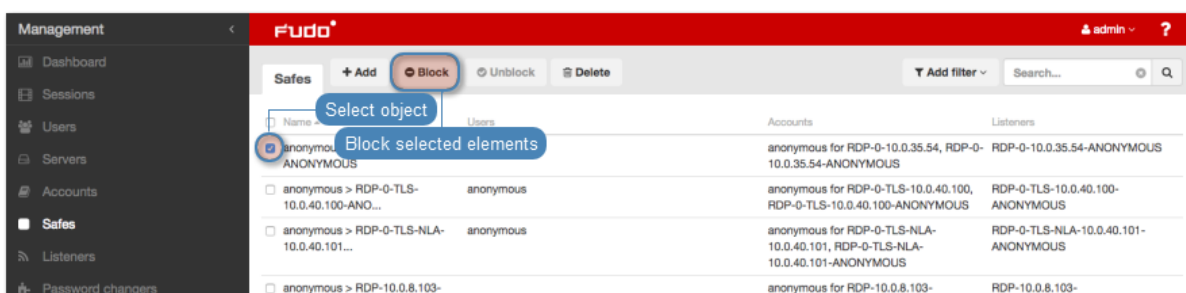 Management <
FUDO
admin
?
Dashboard
Sessions
Users
Servers
Accounts
Safes
Listeners
Password changers
Safes
+ Add
Block
Unblock
Delete
Add filter
Search...
Select object
Block selected elements
Name
Users
Accounts
Listeners
anonymous for RDP-0-10.0.35.54, RDP-0-
10.0.35.54-ANONYMOUS
RDP-0-10.0.35.54-ANONYMOUS
ANONYMOUS
anonymous > RDP-0-TLS-
10.0.40.100-ANO...
anonymous
anonymous for RDP-0-TLS-10.0.40.100,
RDP-0-TLS-10.0.40.100-ANONYMOUS
RDP-0-TLS-10.0.40.100-
ANONYMOUS
anonymous > RDP-0-TLS-NLA-
10.0.40.101...
anonymous
anonymous for RDP-0-TLS-NLA-
10.0.40.101, RDP-0-TLS-NLA-
10.0.40.101-ANONYMOUS
RDP-0-TLS-NLA-10.0.40.101-
ANONYMOUS
anonymous > RDP-10.0.8.103-
anonymous for RDP-10.0.8.103-
RDP-10.0.8.103-